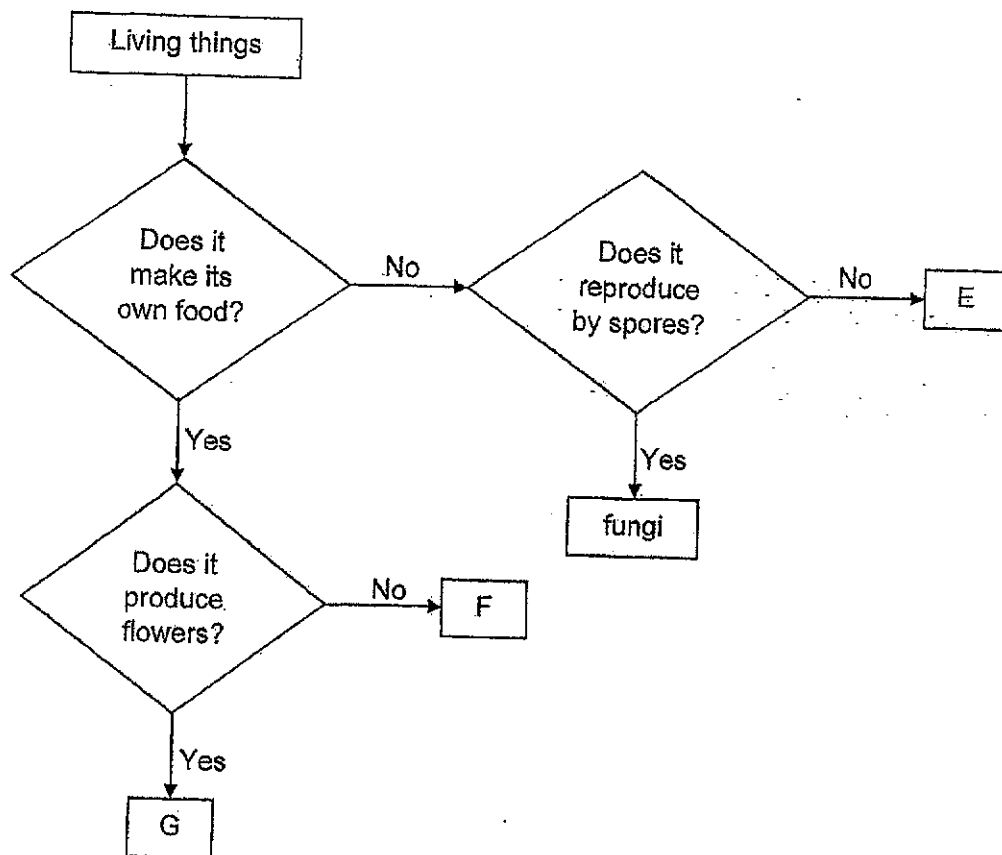 Living things
Does it
make its
own food?
No
Does it
reproduce
by spores?
No
E
Yes
Yes
fungi
Does it
produce
flowers?
No
F
Yes
G